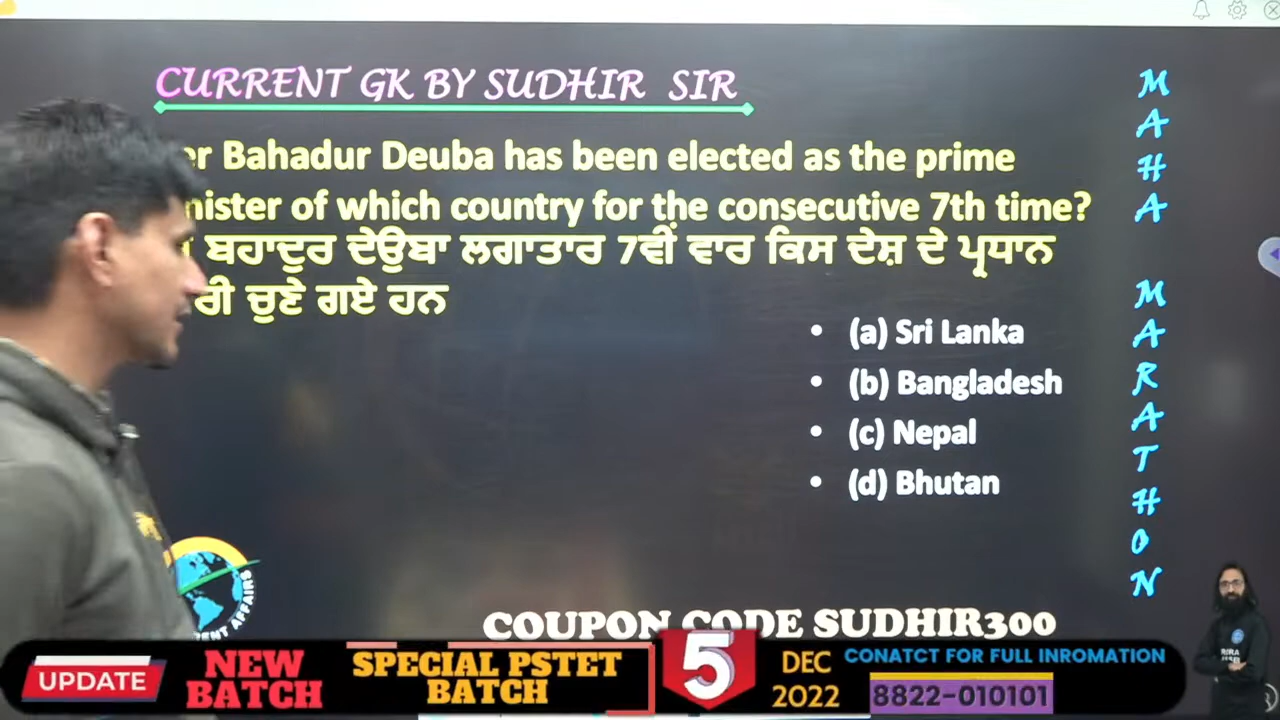 CURRENT GK BY SUDHIR SIR
Bahadur Deuba has been elected as the prime
of which country for the consecutive 7th time?
ਬਹਾਦੁਰ ਦੇਉਬਾ ਲਗਾਤਾਰ 7ਵੀਂ ਵਾਰ ਕਿਸ ਦੇਸ਼ ਦੇ ਪ੍ਰਧਾਨ
ਚੁਣੇ ਗਏ ਹਨ
• (a) Sri Lanka
• (b) Bangladesh
• (c) Nepal
• (d) Bhutan
MAHA MARATHON
AFFAIRS
COUPON CODE SUDHIR300
UPDATE
NEW
BATCH
SPECIAL PSTET
BATCH
5
DEC
2022
CONATCT FOR FULL INROMATION
8822-010101